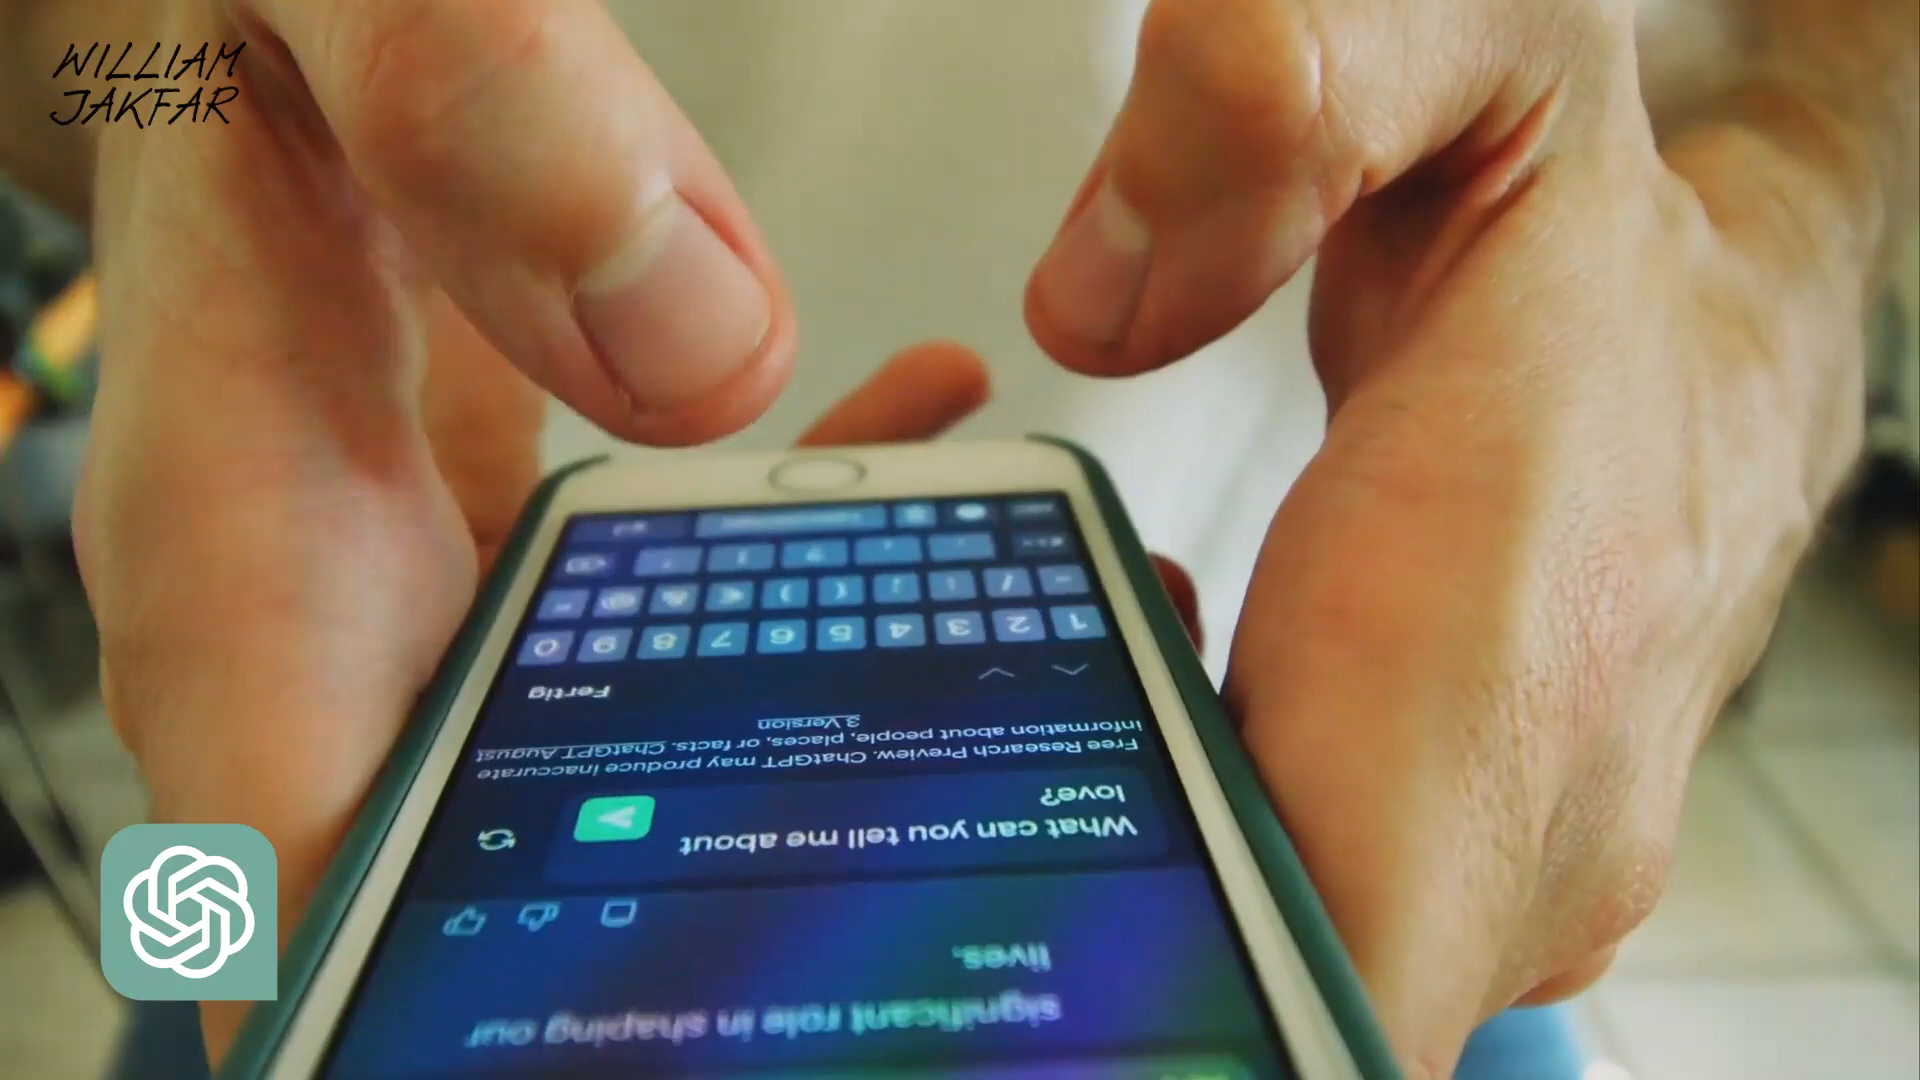 WILLIAM
JAKFAR
significant role in shaping our
lives.
What can you tell me about
love?
Free Research Preview. ChatGPT may produce inaccurate
information about people, places, or facts. ChatGPT August
3 Version
Fertig
1 2 3 4 5 6 7 8 9 0
- / : ; ( ) € & @ "